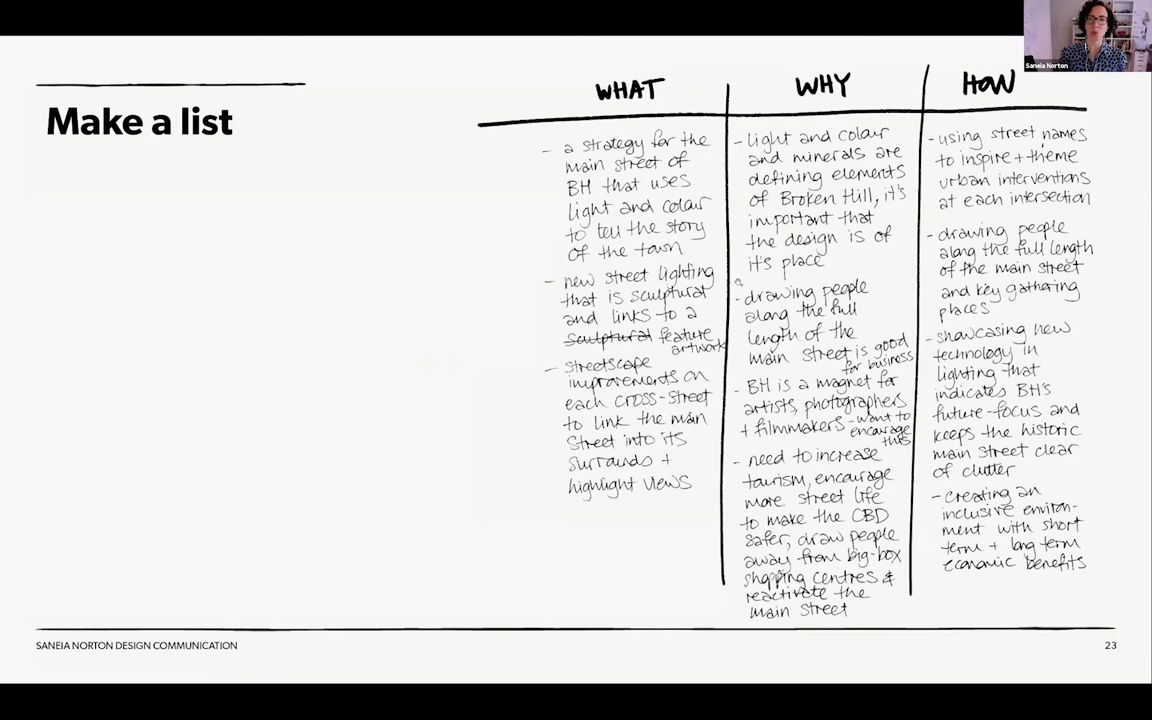 Saneia Norton
Make a list
WHAT
- a strategy for the
main street of
BH that uses
light and colour
to tell the story
of the town
- new street lighting
that is sculptural
and links to a
sculptural feature
artwork
- streetscape
improvements on
each cross-street
to link the main
street into its
surrounds +
highlight views
WHY
- light and colour
and minerals are
defining elements
of Broken Hill, it's
important that
the design is of
it's place
- drawing people
along the full
length of the
main street is good
for business
- BH is a magnet for
artists, photographers
+ filmmakers - want to
encourage
this
- need to increase
tourism, encourage
more street life
to make the CBD
safer, draw people
away from big-box
shopping centres &
reactivate the
main street
HOW
- using street names
to inspire + theme
urban interventions
at each intersection
- drawing people
along the full length
of the main street
and key gathering
places
- showcasing new
technology in
lighting that
indicates BH's
future-focus and
keeps the historic
main street clear
of clutter
- creating an
inclusive environ-
ment with short
term + long term
economic benefits
SANEIA NORTON DESIGN COMMUNICATION
23